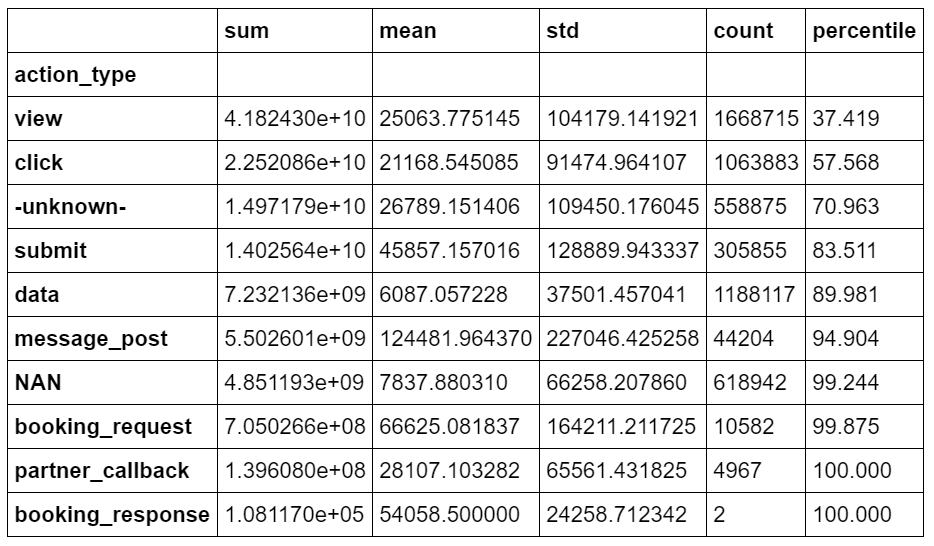 sum mean std count percentile
action_type
view 4.182430e+10 25063.775145 104179.141921 1668715 37.419
click 2.252086e+10 21168.545085 91474.964107 1063883 57.568
-unknown- 1.497179e+10 26789.151406 109450.176045 558875 70.963
submit 1.402564e+10 45857.157016 128889.943337 305855 83.511
data 7.232136e+09 6087.057228 37501.457041 1188117 89.981
message_post 5.502601e+09 124481.964370 227046.425258 44204 94.904
NAN 4.851193e+09 7837.880310 66258.207860 618942 99.244
booking_request 7.050266e+08 66625.081837 164211.211725 10582 99.875
partner_callback 1.396080e+08 28107.103282 65561.431825 4967 100.000
booking_response 1.081170e+05 54058.500000 24258.712342 2 100.000